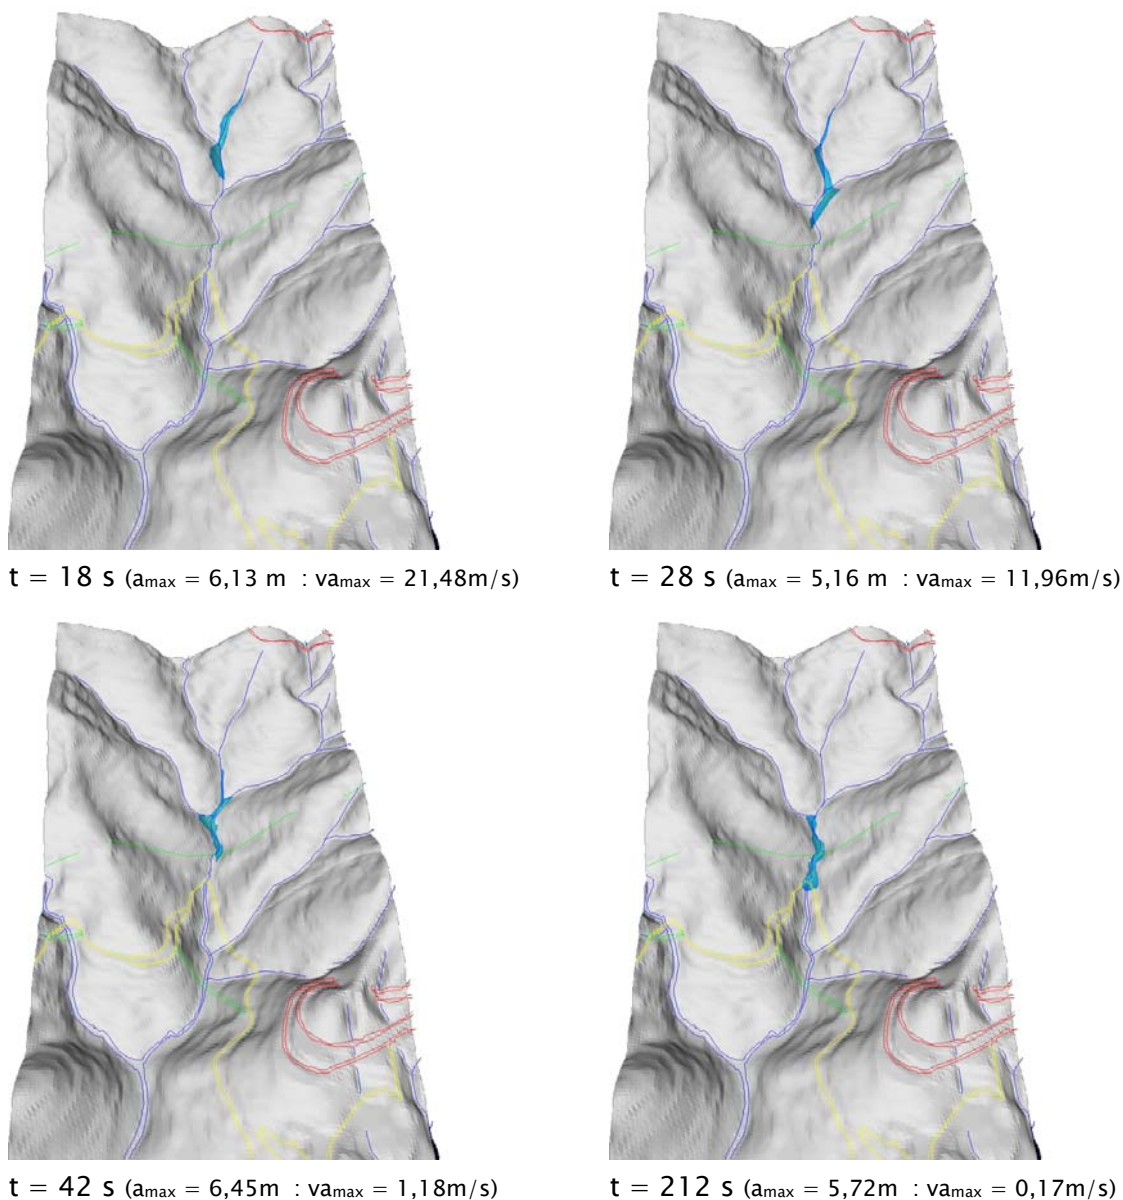 t = 18 s (amax = 6,13 m : vamax = 21,48m/s)
t = 28 s (amax = 5,16 m : vamax = 11,96m/s)
t = 42 s (amax = 6,45m : vamax = 1,18m/s)
t = 212 s (amax = 5,72m : vamax = 0,17m/s)